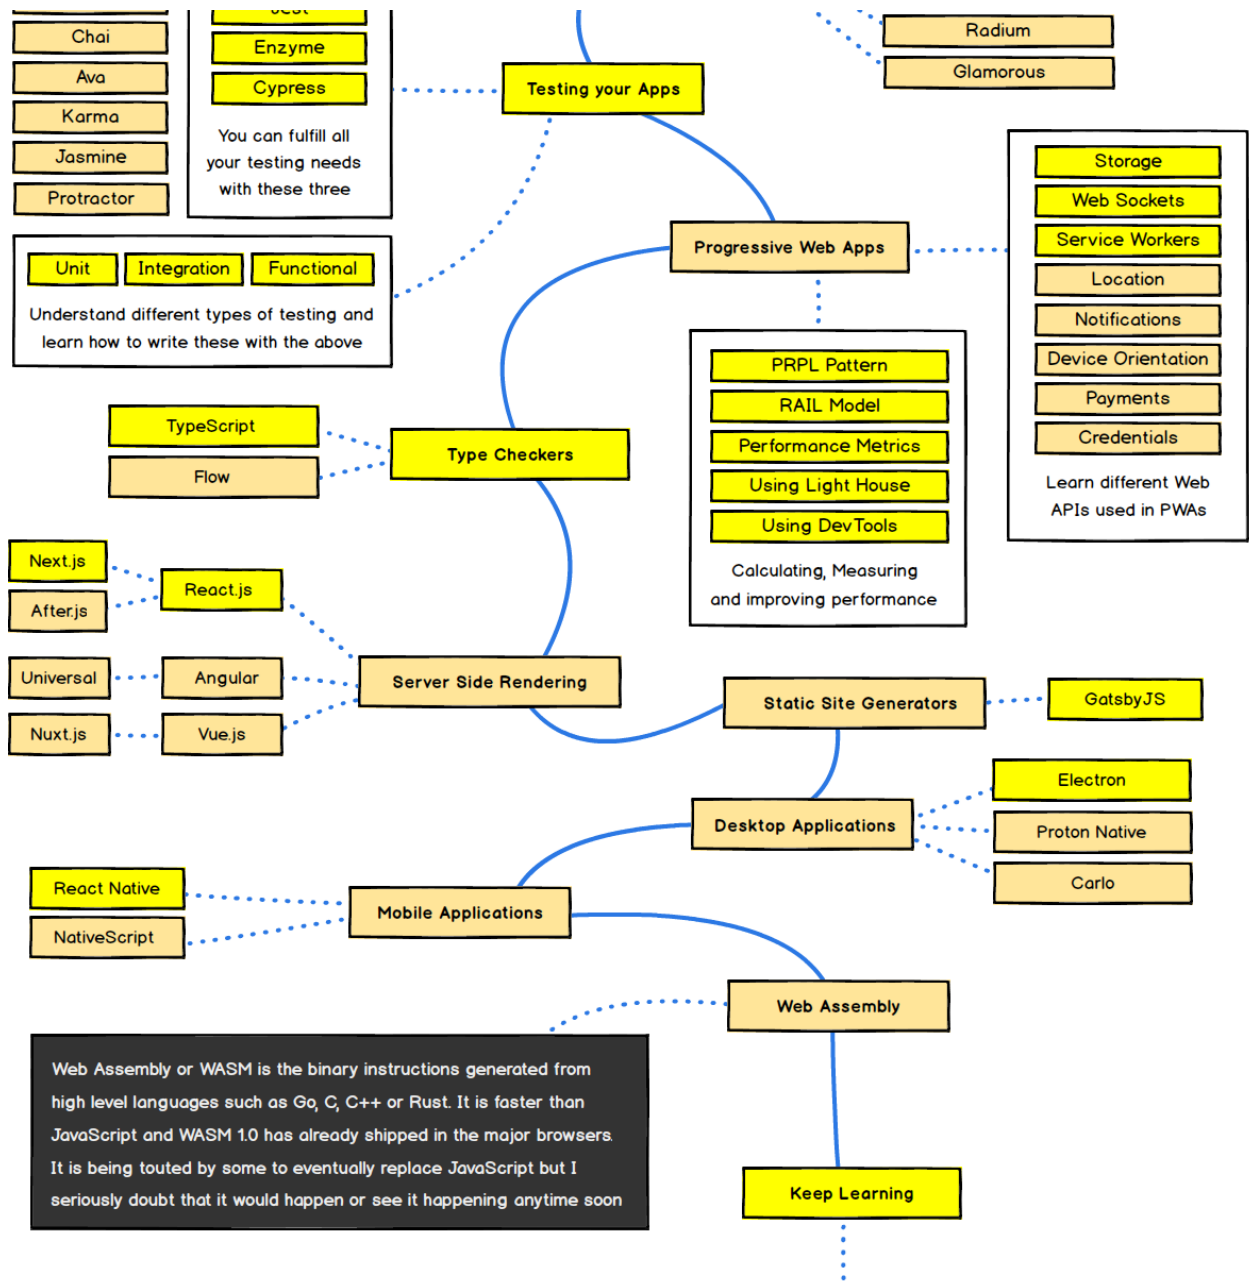 Jest
Enzyme
Cypress
You can fulfill all
your testing needs
with these three
Chai
Ava
Karma
Jasmine
Protractor
Testing your Apps
Radium
Glamorous
Unit
Integration
Functional
Understand different types of testing and
learn how to write these with the above
Progressive Web Apps
Storage
Web Sockets
Service Workers
Location
Notifications
Device Orientation
Payments
Credentials
Learn different Web
APIs used in PWAs
PRPL Pattern
RAIL Model
Performance Metrics
Using Light House
Using DevTools
Calculating, Measuring
and improving performance
TypeScript
Flow
Type Checkers
Next.js
After.js
React.js
Universal
Angular
Nuxt.js
Vue.js
Server Side Rendering
Static Site Generators
GatsbyJS
Desktop Applications
Electron
Proton Native
Carlo
React Native
NativeScript
Mobile Applications
Web Assembly
Web Assembly or WASM is the binary instructions generated from
high level languages such as Go, C, C++ or Rust. It is faster than
JavaScript and WASM 1.0 has already shipped in the major browsers.
It is being touted by some to eventually replace JavaScript but I
seriously doubt that it would happen or see it happening anytime soon
Keep Learning